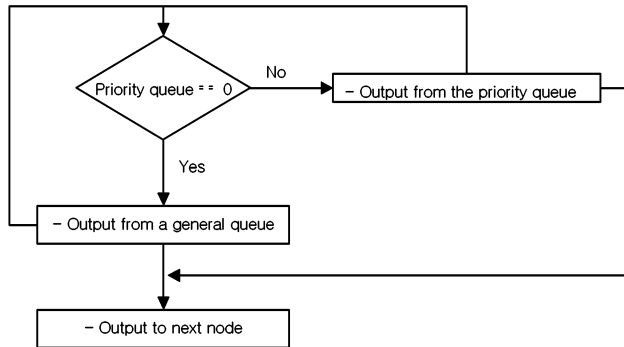 Priority queue == 0
No
- Output from the priority queue
Yes
- Output from a general queue
- Output to next node